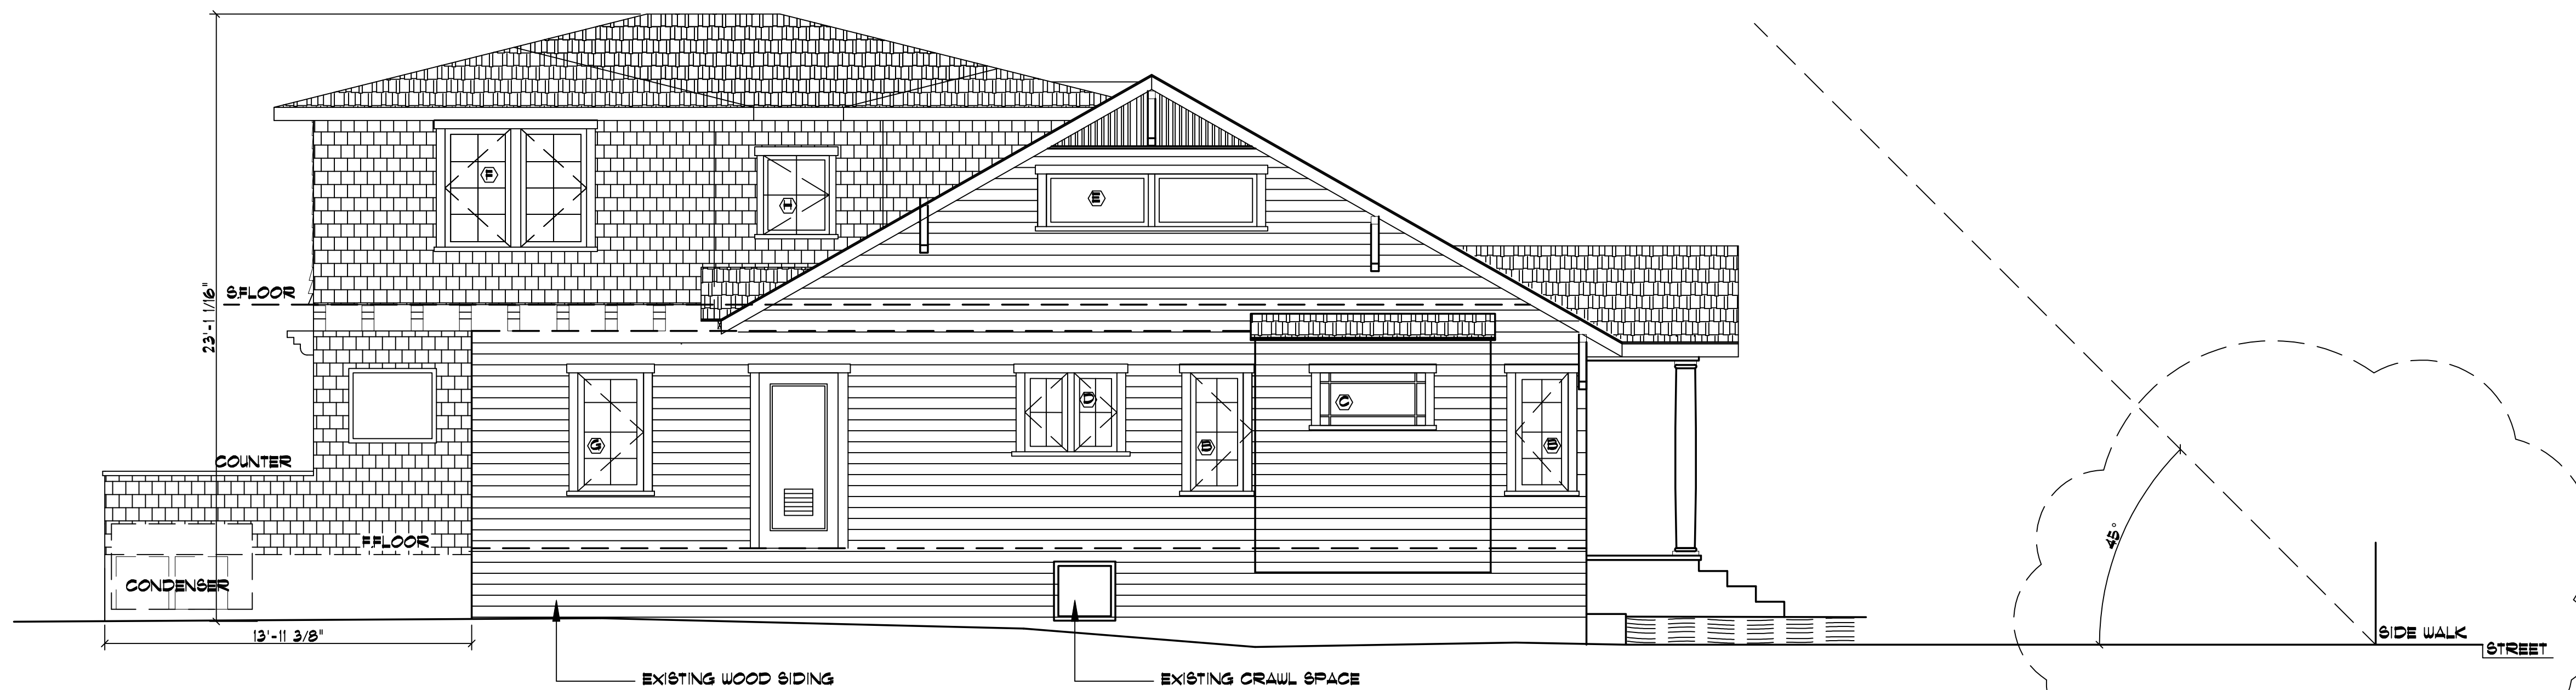 F
I
E
S.FLOOR
23'-1 1/16"
D
C
G
B
B
COUNTER
F.FLOOR
CONDENSER
45°
13'-11 3/8"
SIDE WALK
STREET
EXISTING WOOD SIDING
EXISTING CRAWL SPACE